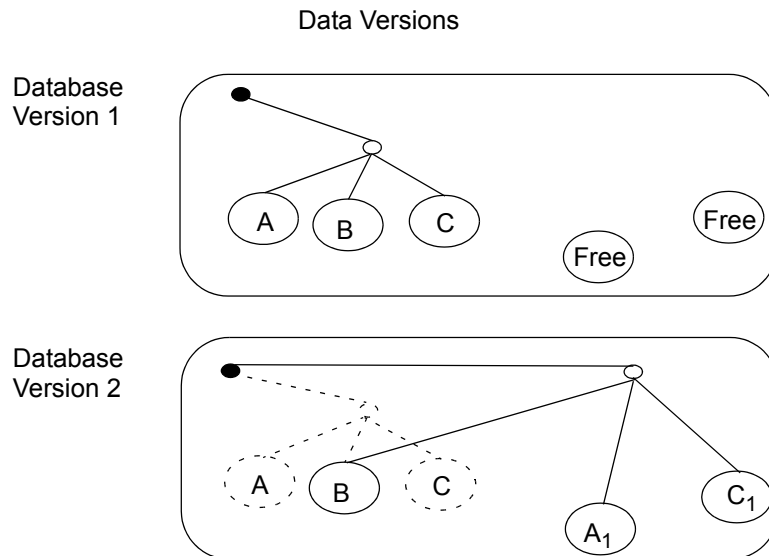 Data Versions
Database
Version 1
A
B
C
Free
Free
Database
Version 2
A
B
C
A₁
C₁